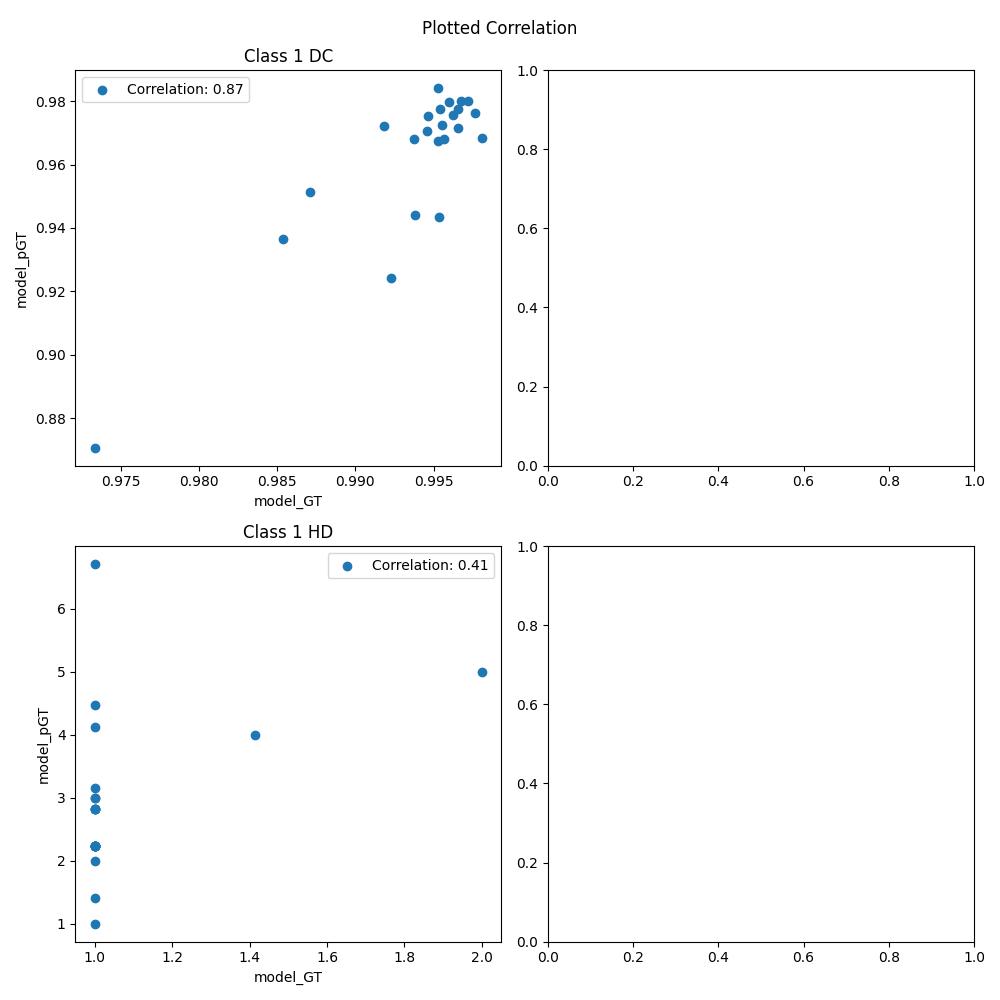 Plotted Correlation
Class 1 DC
Correlation: 0.87
0.98
0.96
0.94
0.92
0.90
0.88
model_pGT
0.975 0.980 0.985 0.990 0.995
model_GT
1.0
0.8
0.6
0.4
0.2
0.0
0.0 0.2 0.4 0.6 0.8 1.0
Class 1 HD
Correlation: 0.41
6
5
4
3
2
1
model_pGT
1.0 1.2 1.4 1.6 1.8 2.0
model_GT
1.0
0.8
0.6
0.4
0.2
0.0
0.0 0.2 0.4 0.6 0.8 1.0